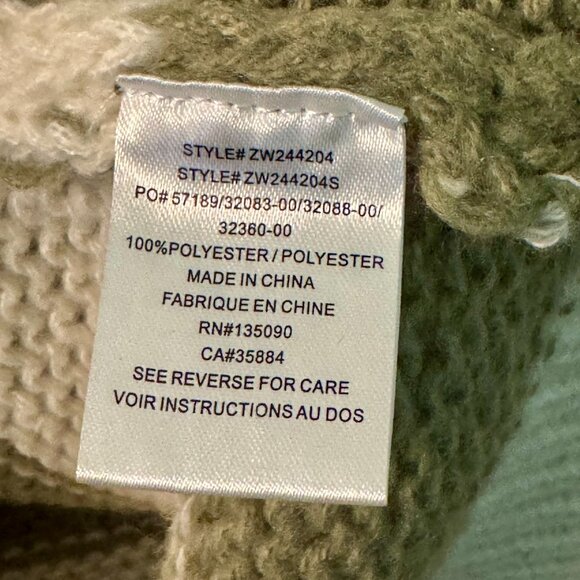 STYLE# ZW244204
STYLE# ZW244204S
PO# 57189/32083-00/32088-00/
32360-00
100%POLYESTER / POLYESTER
MADE IN CHINA
FABRIQUE EN CHINE
RN#135090
CA#35884
SEE REVERSE FOR CARE
VOIR INSTRUCTIONS AU DOS